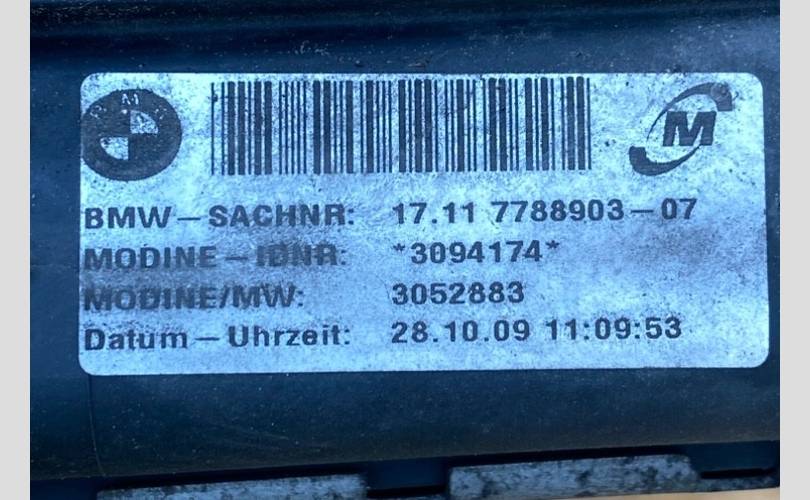 BMW
M
BMW-SACHNR: 17.11 7788903-07
MODINE-IDNR: *3094174*
MODINE/MW: 3052883
Datum-Uhrzeit: 28.10.09 11:09:53